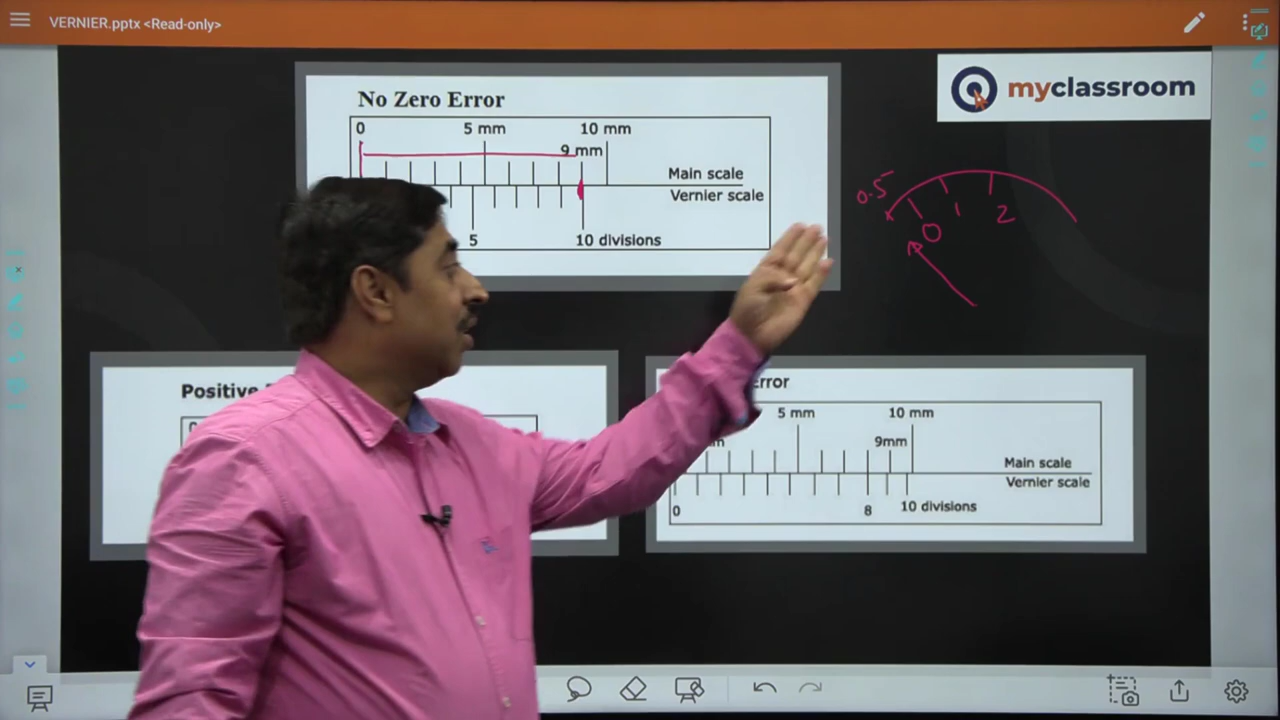 VERNIER.pptx <Read-only>
myclassroom
No Zero Error
0 5 mm 10 mm
9 mm
Main scale
Vernier scale
5 10 divisions
0.5
0 1 2
Positive
Error
5 mm 10 mm
9mm
Main scale
Vernier scale
0 8 10 divisions